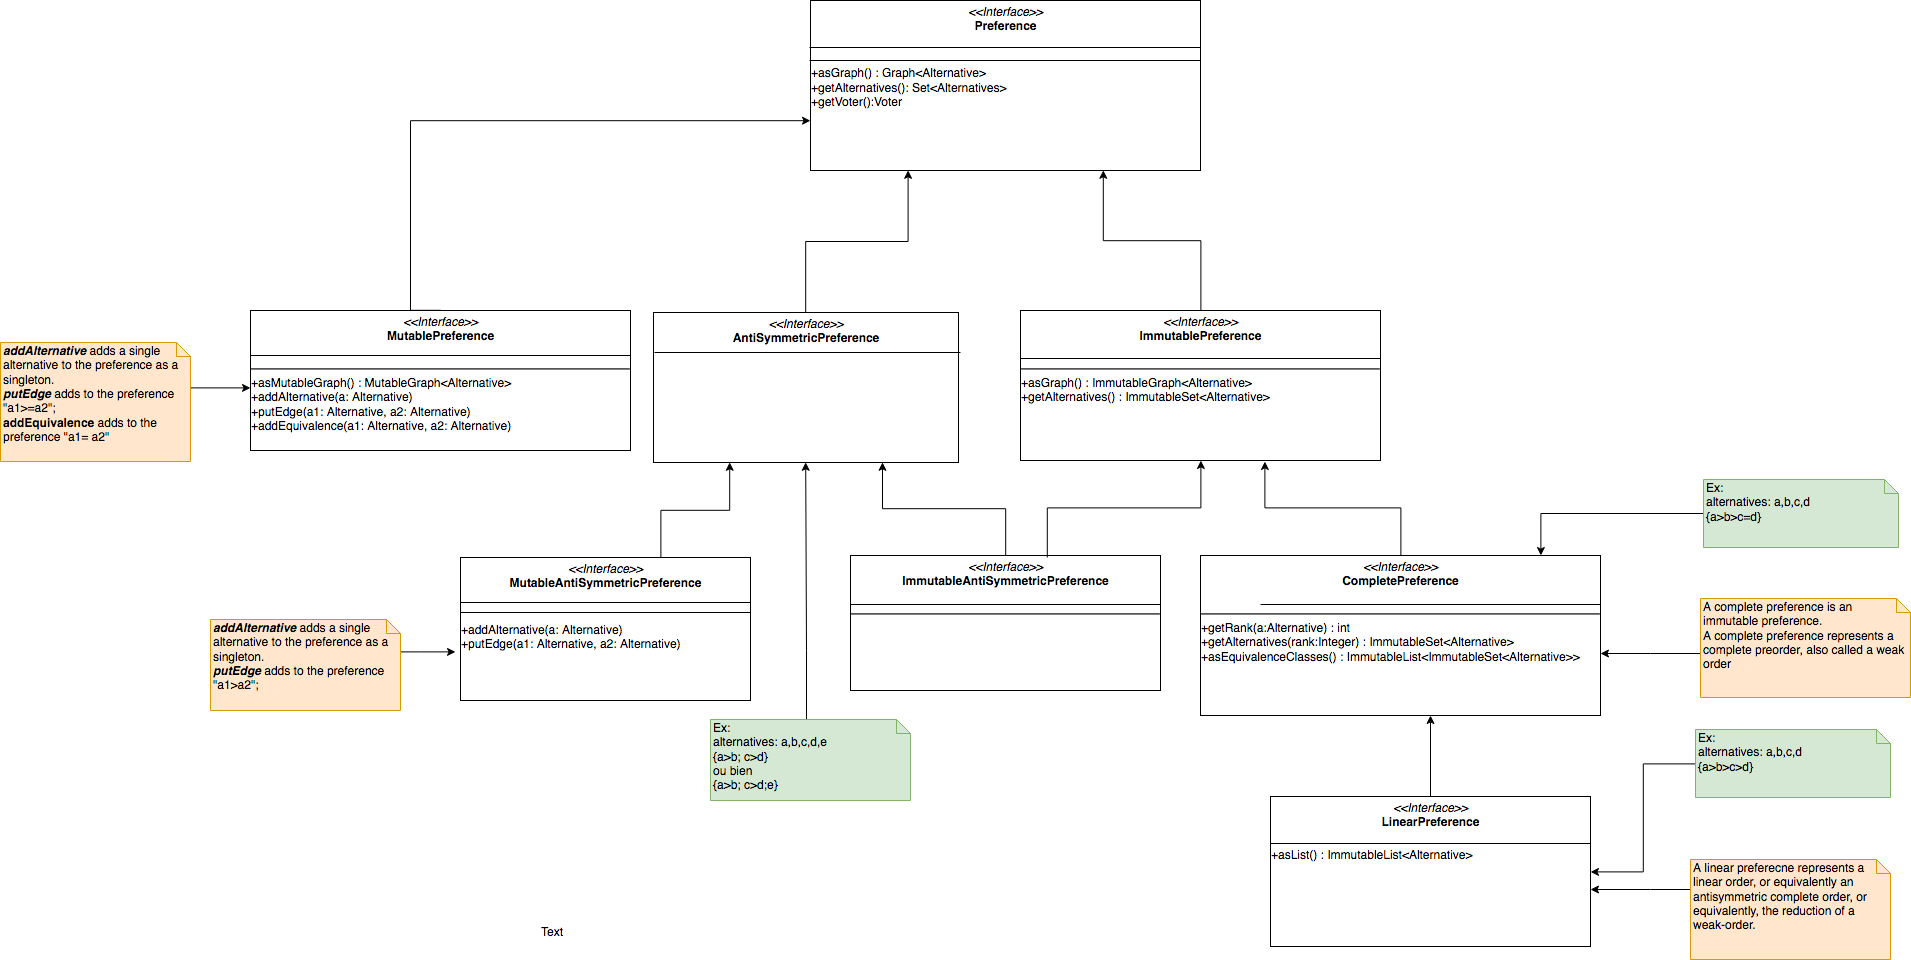 <<Interface>>
Preference
+asGraph() : Graph<Alternative>
+getAlternatives(): Set<Alternatives>
+getVoter():Voter
<<Interface>>
MutablePreference
+asMutableGraph() : MutableGraph<Alternative>
+addAlternative(a: Alternative)
+putEdge(a1: Alternative, a2: Alternative)
+addEquivalence(a1: Alternative, a2: Alternative)
<<Interface>>
AntiSymmetricPreference
<<Interface>>
ImmutablePreference
+asGraph() : ImmutableGraph<Alternative>
+getAlternatives() : ImmutableSet<Alternative>
addAlternative adds a single
alternative to the preference as a
singleton.
putEdge adds to the preference
"a1>=a2";
addEquivalence adds to the
preference "a1= a2"
Ex:
alternatives: a,b,c,d
{a>b>c=d}
<<Interface>>
MutableAntiSymmetricPreference
+addAlternative(a: Alternative)
+putEdge(a1: Alternative, a2: Alternative)
<<Interface>>
ImmutableAntiSymmetricPreference
<<Interface>>
CompletePreference
+getRank(a:Alternative) : int
+getAlternatives(rank:Integer) : ImmutableSet<Alternative>
+asEquivalenceClasses() : ImmutableList<ImmutableSet<Alternative>>
A complete preference is an
immutable preference.
A complete preference represents a
complete preorder, also called a weak
order
addAlternative adds a single
alternative to the preference as a
singleton.
putEdge adds to the preference
"a1>a2";
Ex:
alternatives: a,b,c,d,e
{a>b; c>d}
ou bien
{a>b; c>d;e}
Ex:
alternatives: a,b,c,d
{a>b>c>d}
<<Interface>>
LinearPreference
+asList() : ImmutableList<Alternative>
A linear preferecne represents a
linear order, or equivalently an
antisymmetric complete order, or
equivalently, the reduction of a
weak-order.
Text